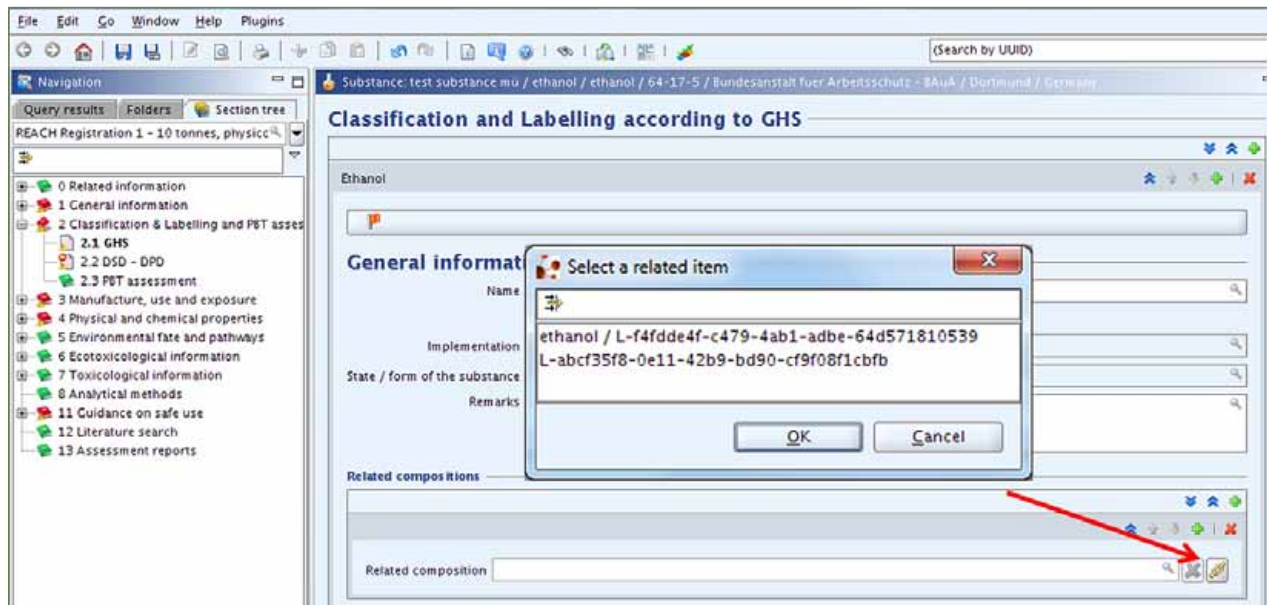 File Edit Go Window Help Plugins
(Search by UUID)
Navigation
Substance: test substance mü / ethanol / ethanol / 64-17-5 / Bundesanstalt fuer Arbeitsschutz - BAuA / Dortmund / Germany
Query results Folders Section tree
REACH Registration 1 - 10 tonnes, physicc
0 Related information
1 General information
2 Classification & Labelling and PBT asses
2.1 GHS
2.2 DSD - DPD
2.3 PBT assessment
3 Manufacture, use and exposure
4 Physical and chemical properties
5 Environmental fate and pathways
6 Ecotoxicological information
7 Toxicological information
8 Analytical methods
11 Guidance on safe use
12 Literature search
13 Assessment reports
Classification and Labelling according to GHS
Ethanol
General informat
Name
Implementation
State / form of the substance
Remarks
Select a related item
ethanol / L-f4fdde4f-c479-4ab1-adbe-64d571810539
L-abcf35f8-0e11-42b9-bd90-cf9f08f1cbfb
OK Cancel
Related compositions
Related composition